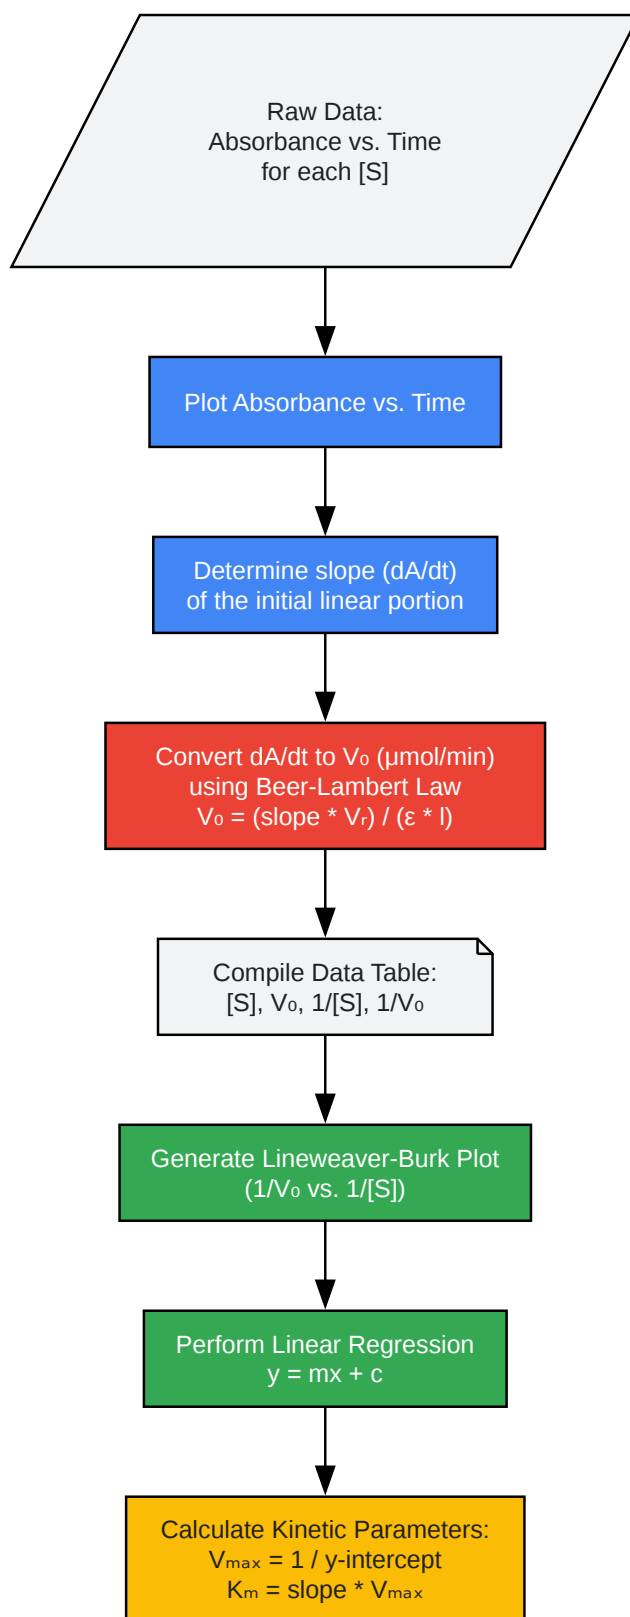 Raw Data:
Absorbance vs. Time
for each [S]
Plot Absorbance vs. Time
Determine slope (dA/dt)
of the initial linear portion
Convert dA/dt to V₀ (μmol/min)
using Beer-Lambert Law
V₀ = (slope * Vᵣ) / (ε * l)
Compile Data Table:
[S], V₀, 1/[S], 1/V₀
Generate Lineweaver-Burk Plot
(1/V₀ vs. 1/[S])
Perform Linear Regression
y = mx + c
Calculate Kinetic Parameters:
Vₘₐₓ = 1 / y-intercept
Kₘ = slope * Vₘₐₓ